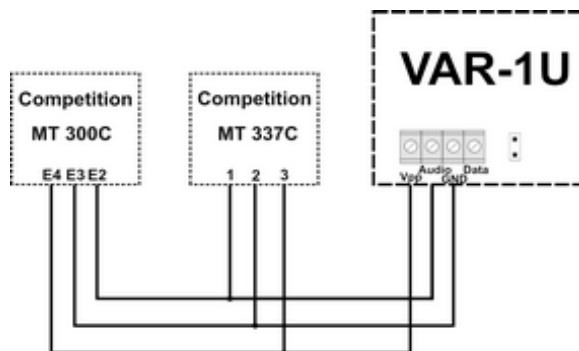 VAR-1U
Competition
MT 300C
E4 E3 E2
Competition
MT 337C
1 2 3
Audio Data
Vpp GND